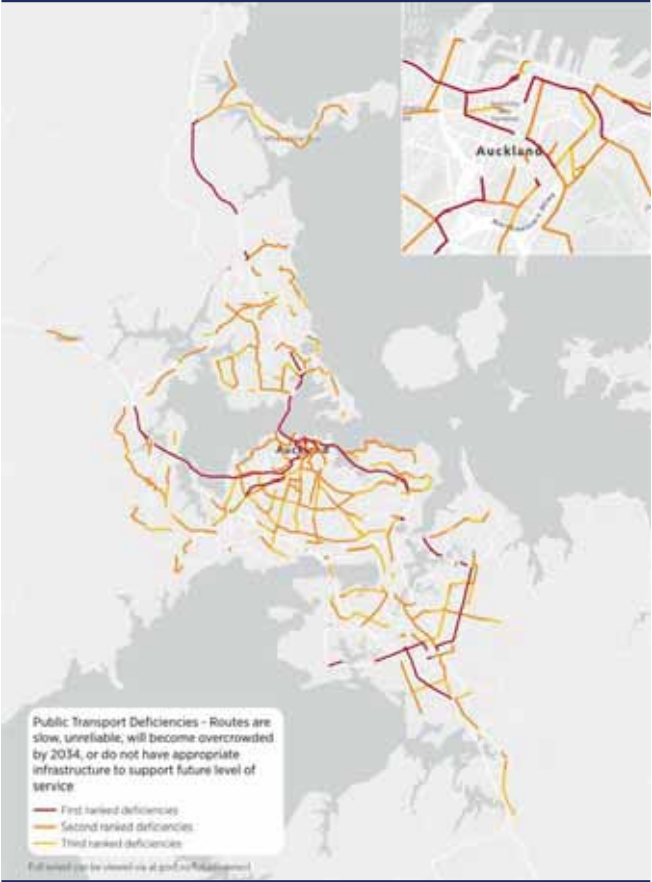 Auckland
Auckland
Public Transport Deficiencies - Routes are
slow, unreliable, will become overcrowded
by 2034, or do not have appropriate
infrastructure to support future level of
service
First ranked deficiencies
Second ranked deficiencies
Third ranked deficiencies